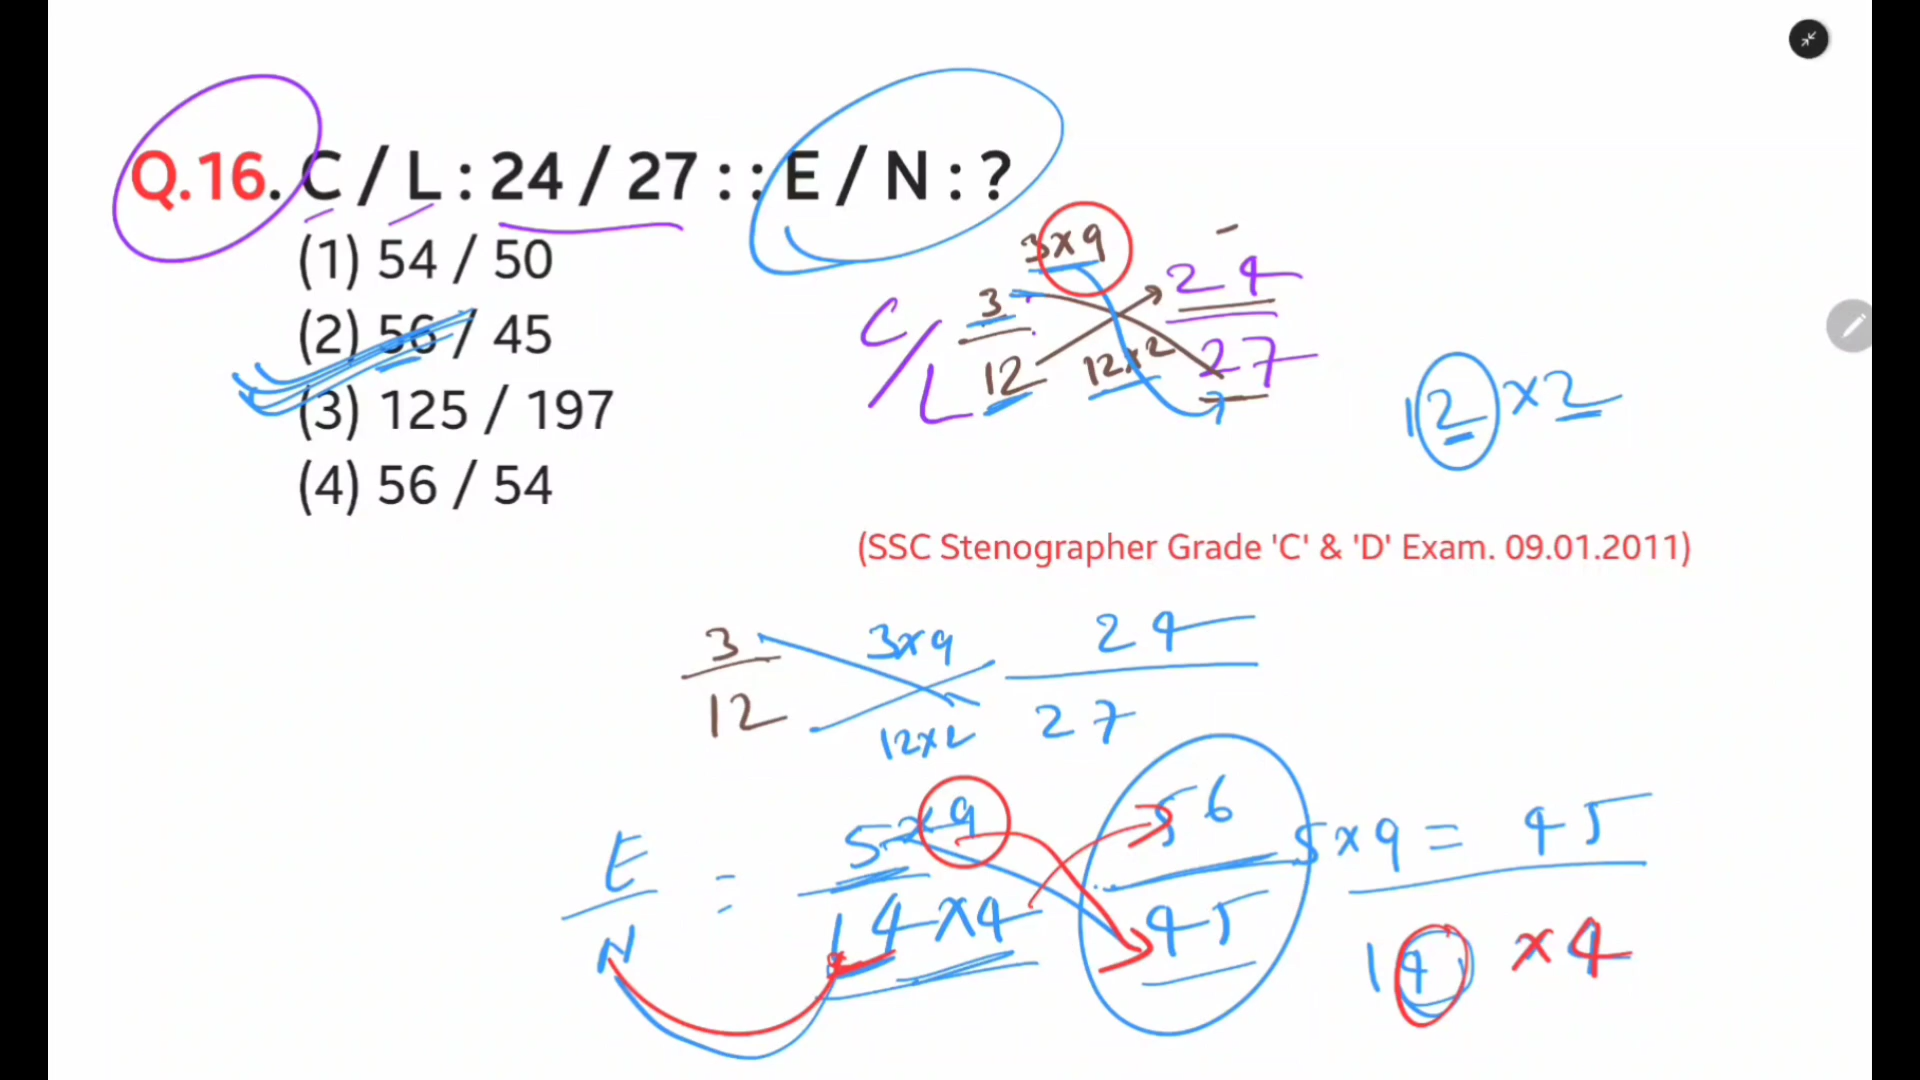 Q.16. C / L : 24 / 27 : : E / N : ?
(1) 54 / 50
(2) 56 / 45
(3) 125 / 197
(4) 56 / 54
3x9
C 3 24
L 12 12x2 27
12 x 2
(SSC Stenographer Grade 'C' & 'D' Exam. 09.01.2011)
3 3x9 24
12 12x2 27
E = 5x9 56 5x9 = 45
N 14x4 45 14 x4